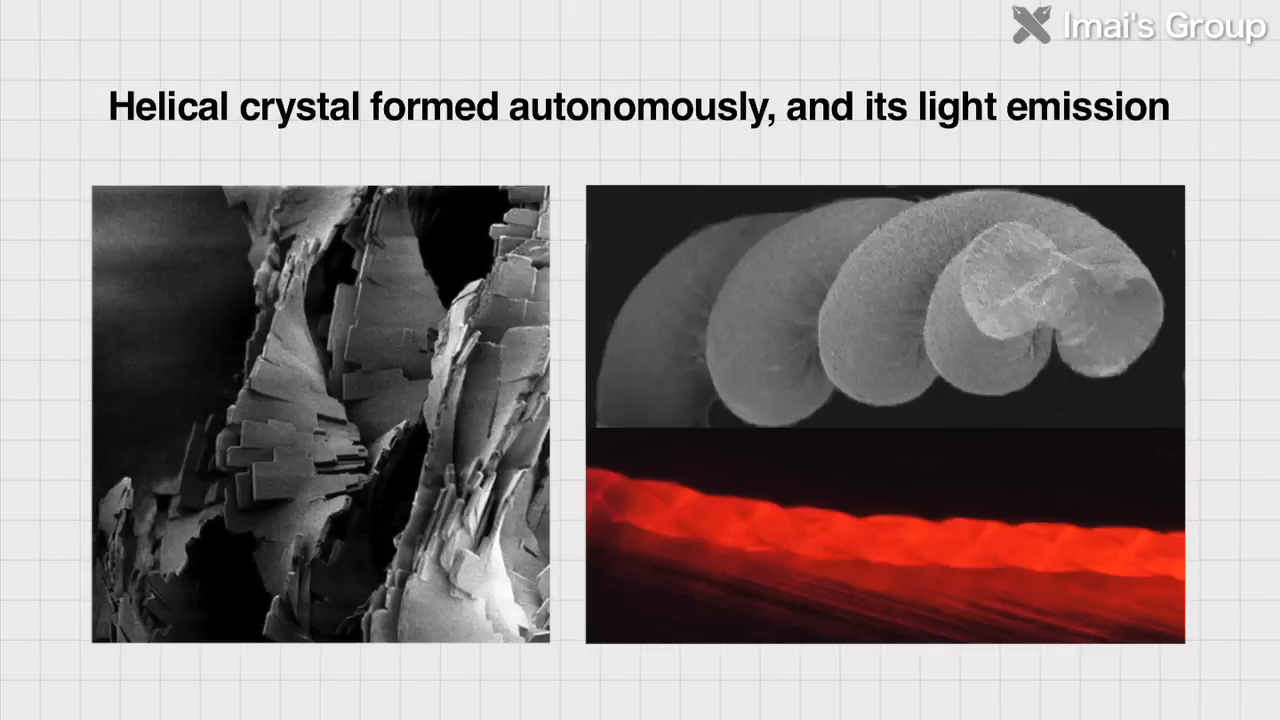 Imai's Group
Helical crystal formed autonomously, and its light emission